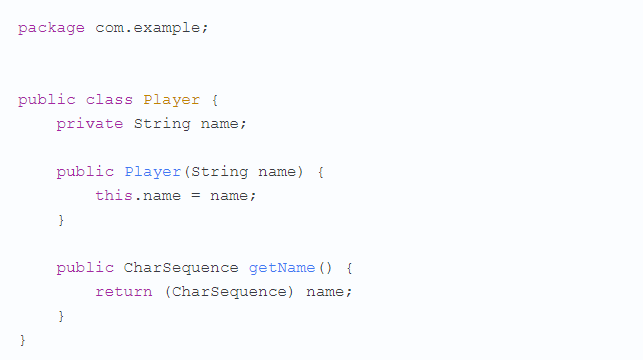 package com.example;
public class Player {
    private String name;
    public Player(String name) {
        this.name = name;
    }
    public CharSequence getName() {
        return (CharSequence) name;
    }
}